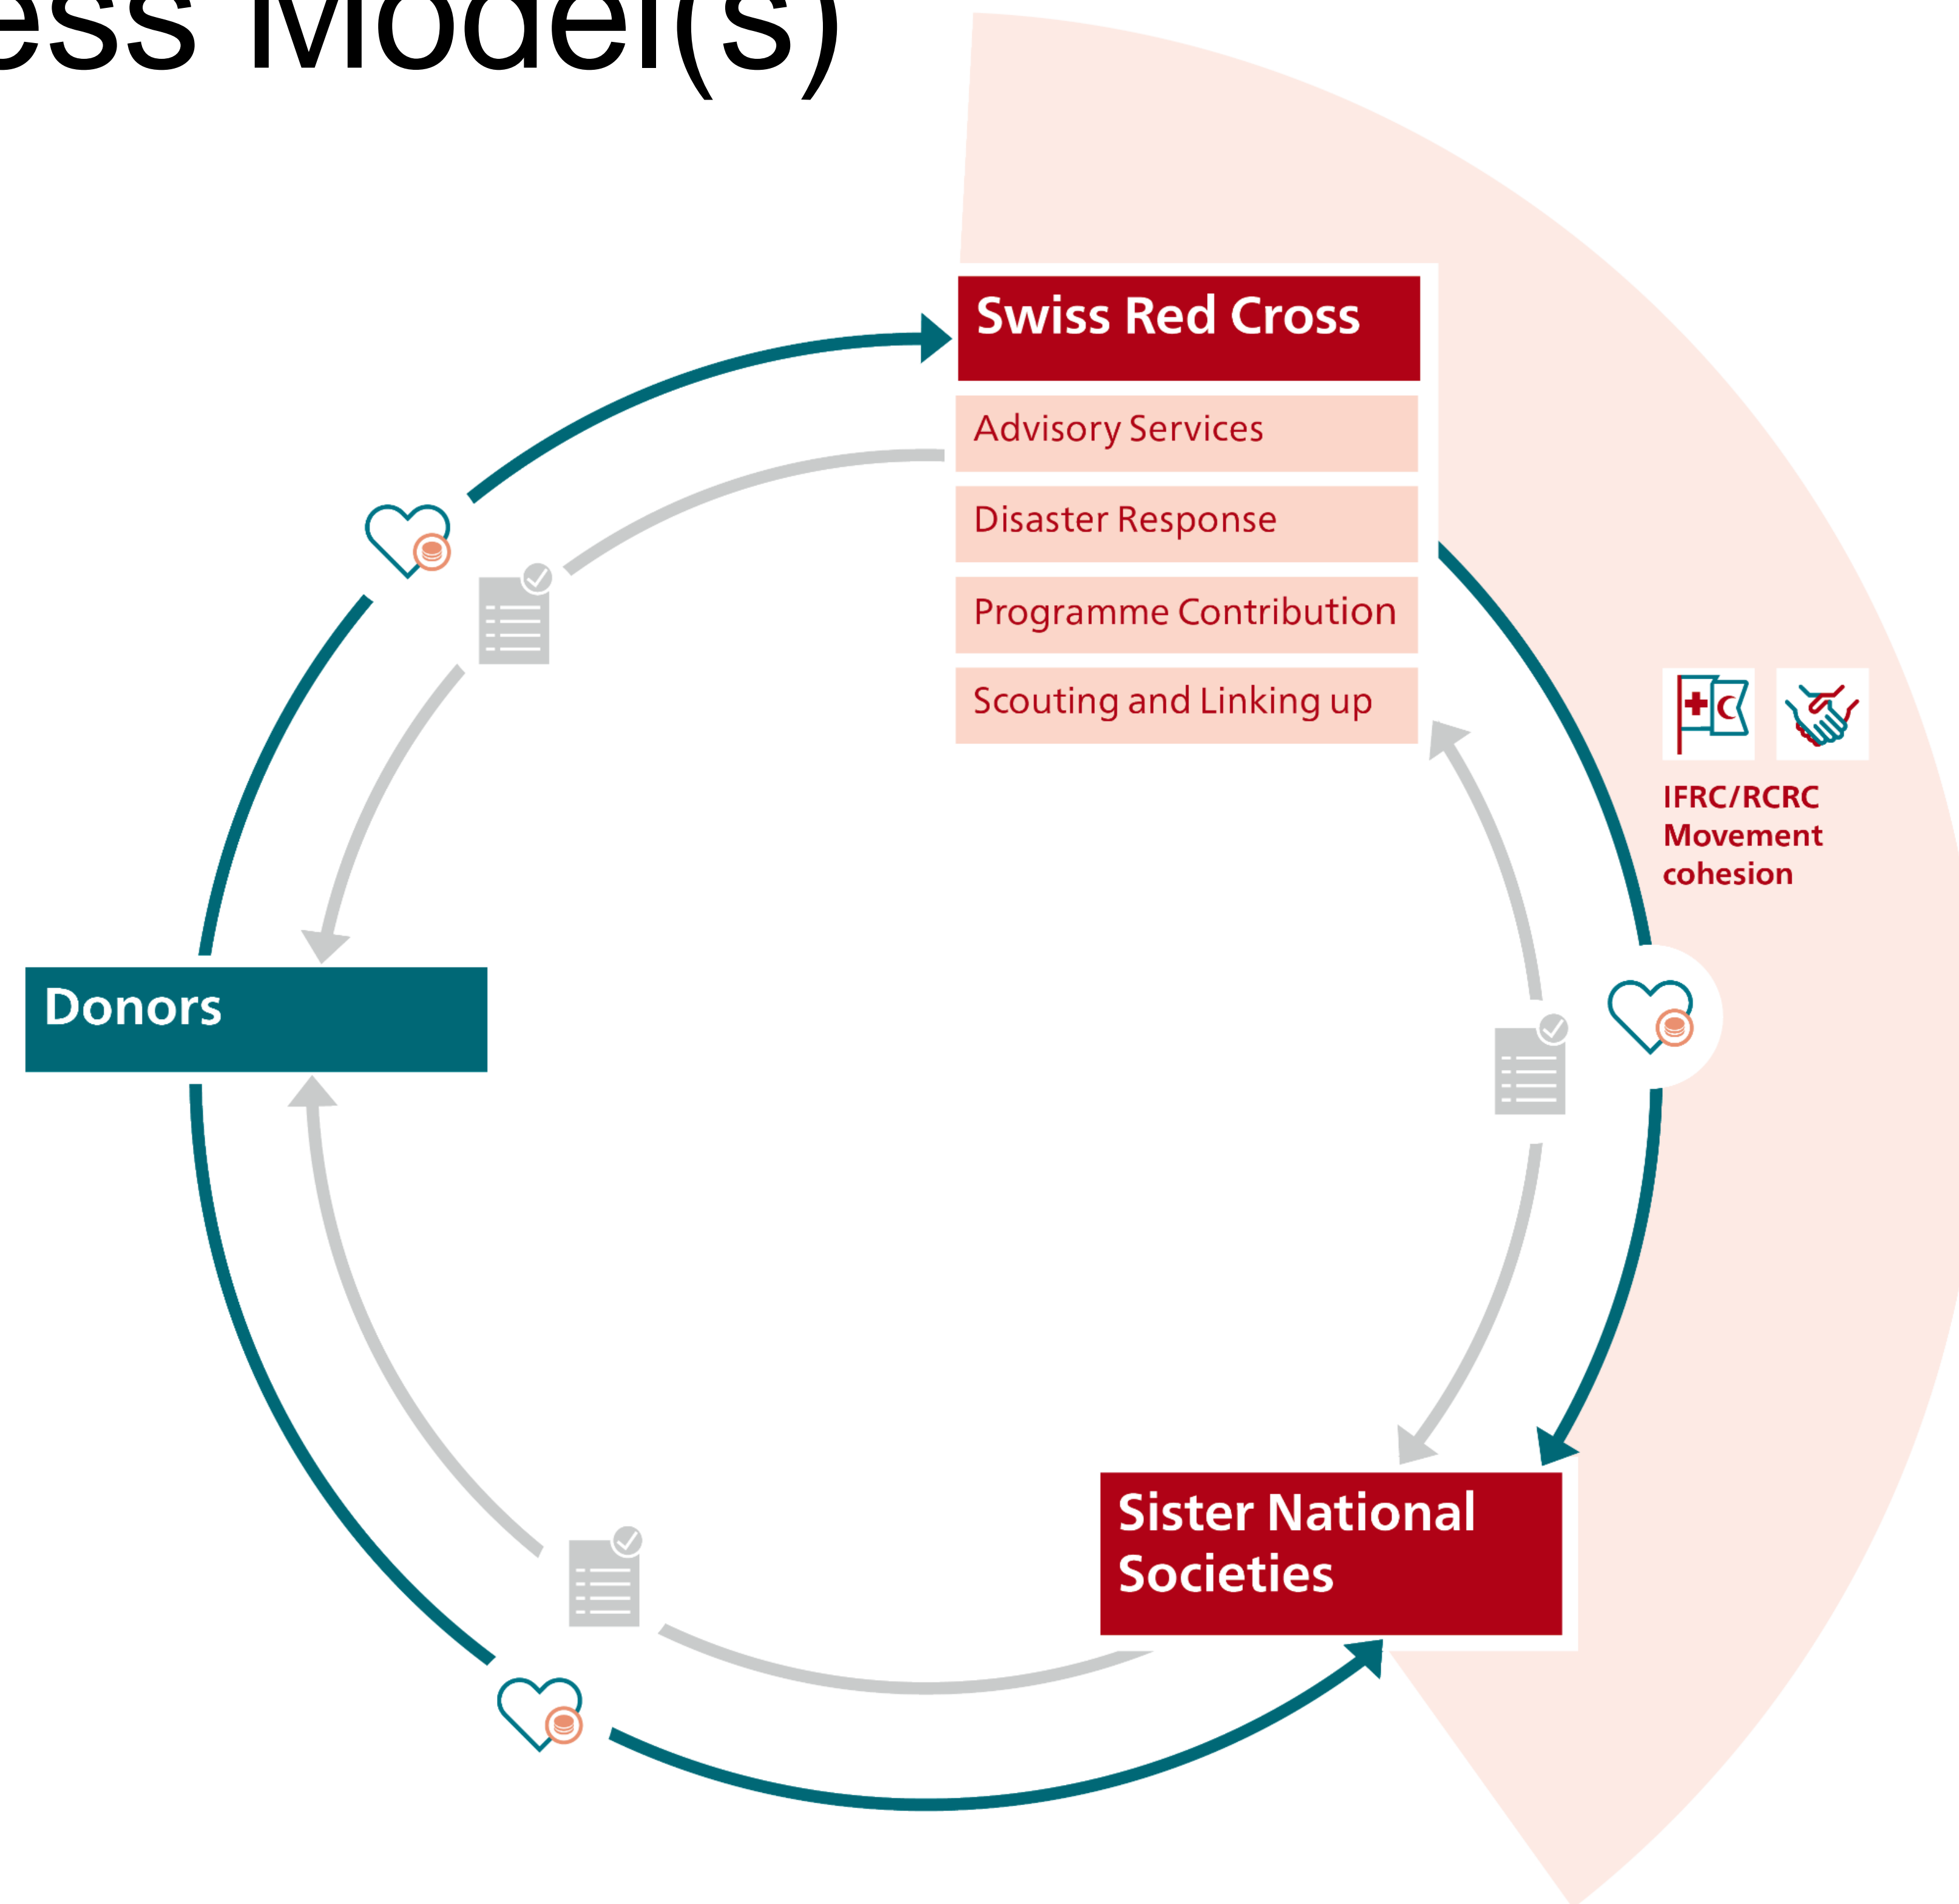 ess Model(s)
Swiss Red Cross
Advisory Services
Disaster Response
Programme Contribution
Scouting and Linking up
IFRC/RCRC
Movement
cohesion
Donors
Sister National
Societies